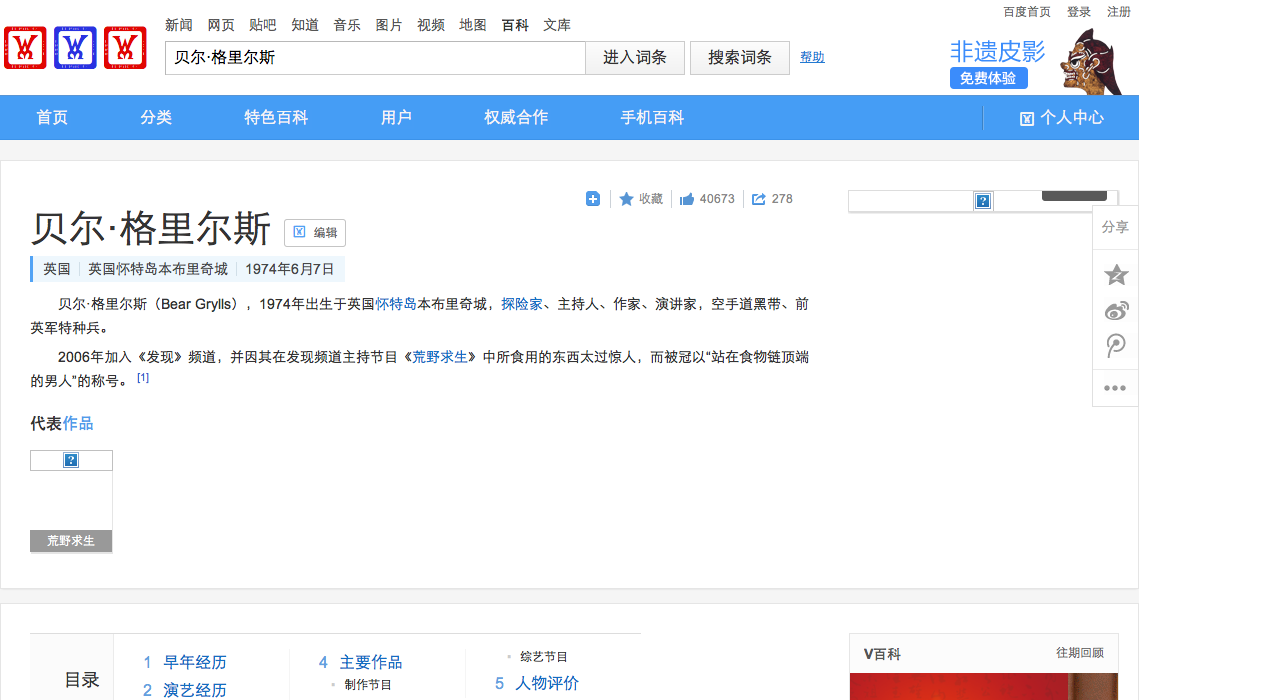 百度首页 登录 注册
新闻 网页 贴吧 知道 音乐 图片 视频 地图 百科 文库
贝尔·格里尔斯 进入词条 搜索词条 帮助
非遗皮影
免费体验
首页 分类 特色百科 用户 权威合作 手机百科 个人中心
收藏 40673 278
贝尔·格里尔斯 编辑
分享
英国 英国怀特岛本布里奇城 1974年6月7日
贝尔·格里尔斯（Bear Grylls），1974年出生于英国怀特岛本布里奇城，探险家、主持人、作家、演讲家，空手道黑带、前
英军特种兵。
2006年加入《发现》频道，并因其在发现频道主持节目《荒野求生》中所食用的东西太过惊人，而被冠以“站在食物链顶端
的男人”的称号。 [1]
代表作品
荒野求生
目录
1 早年经历
2 演艺经历
4 主要作品
制作节目
综艺节目
5 人物评价
V百科 往期回顾